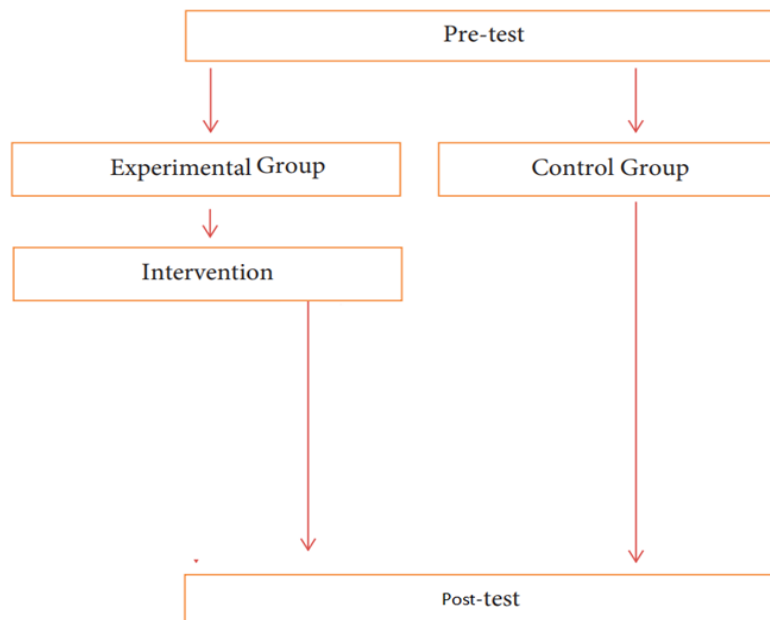 Pre-test
Experimental Group
Control Group
Intervention
Post-test